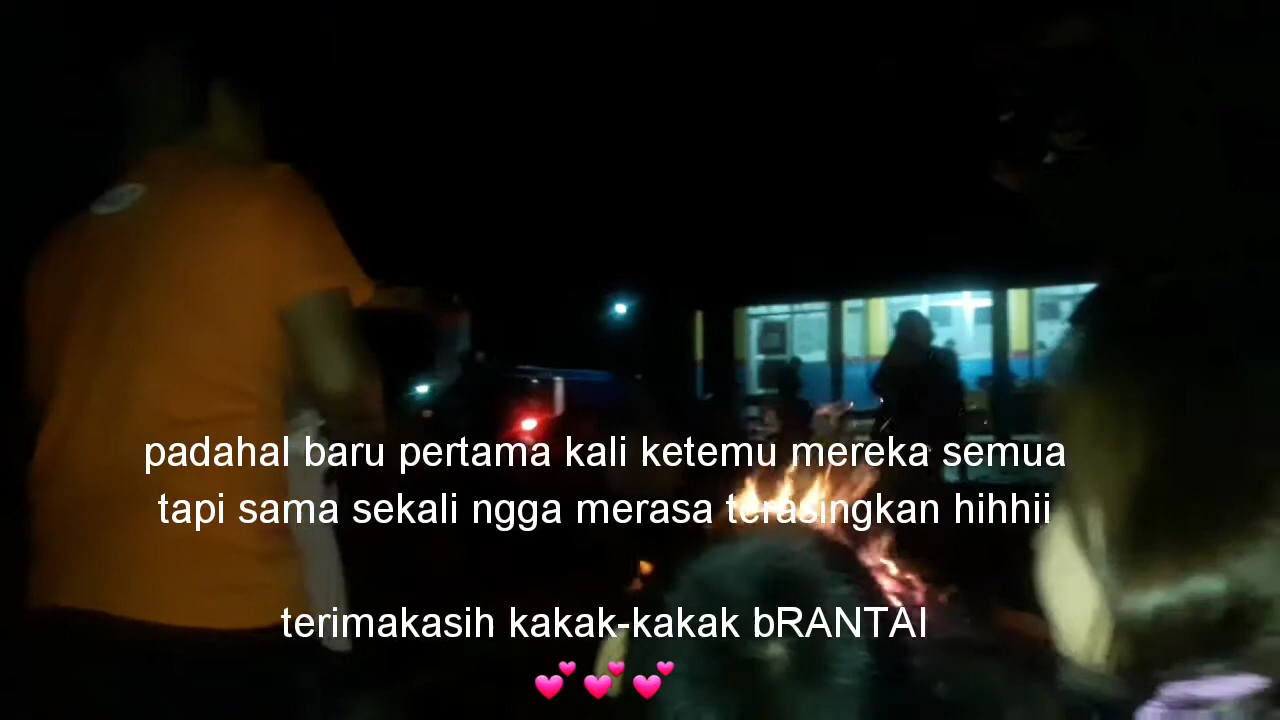 padahal baru pertama kali ketemu mereka semua
tapi sama sekali ngga merasa terasingkan hihhii
terimakasih kakak-kakak bRANTAI
💕💕💕